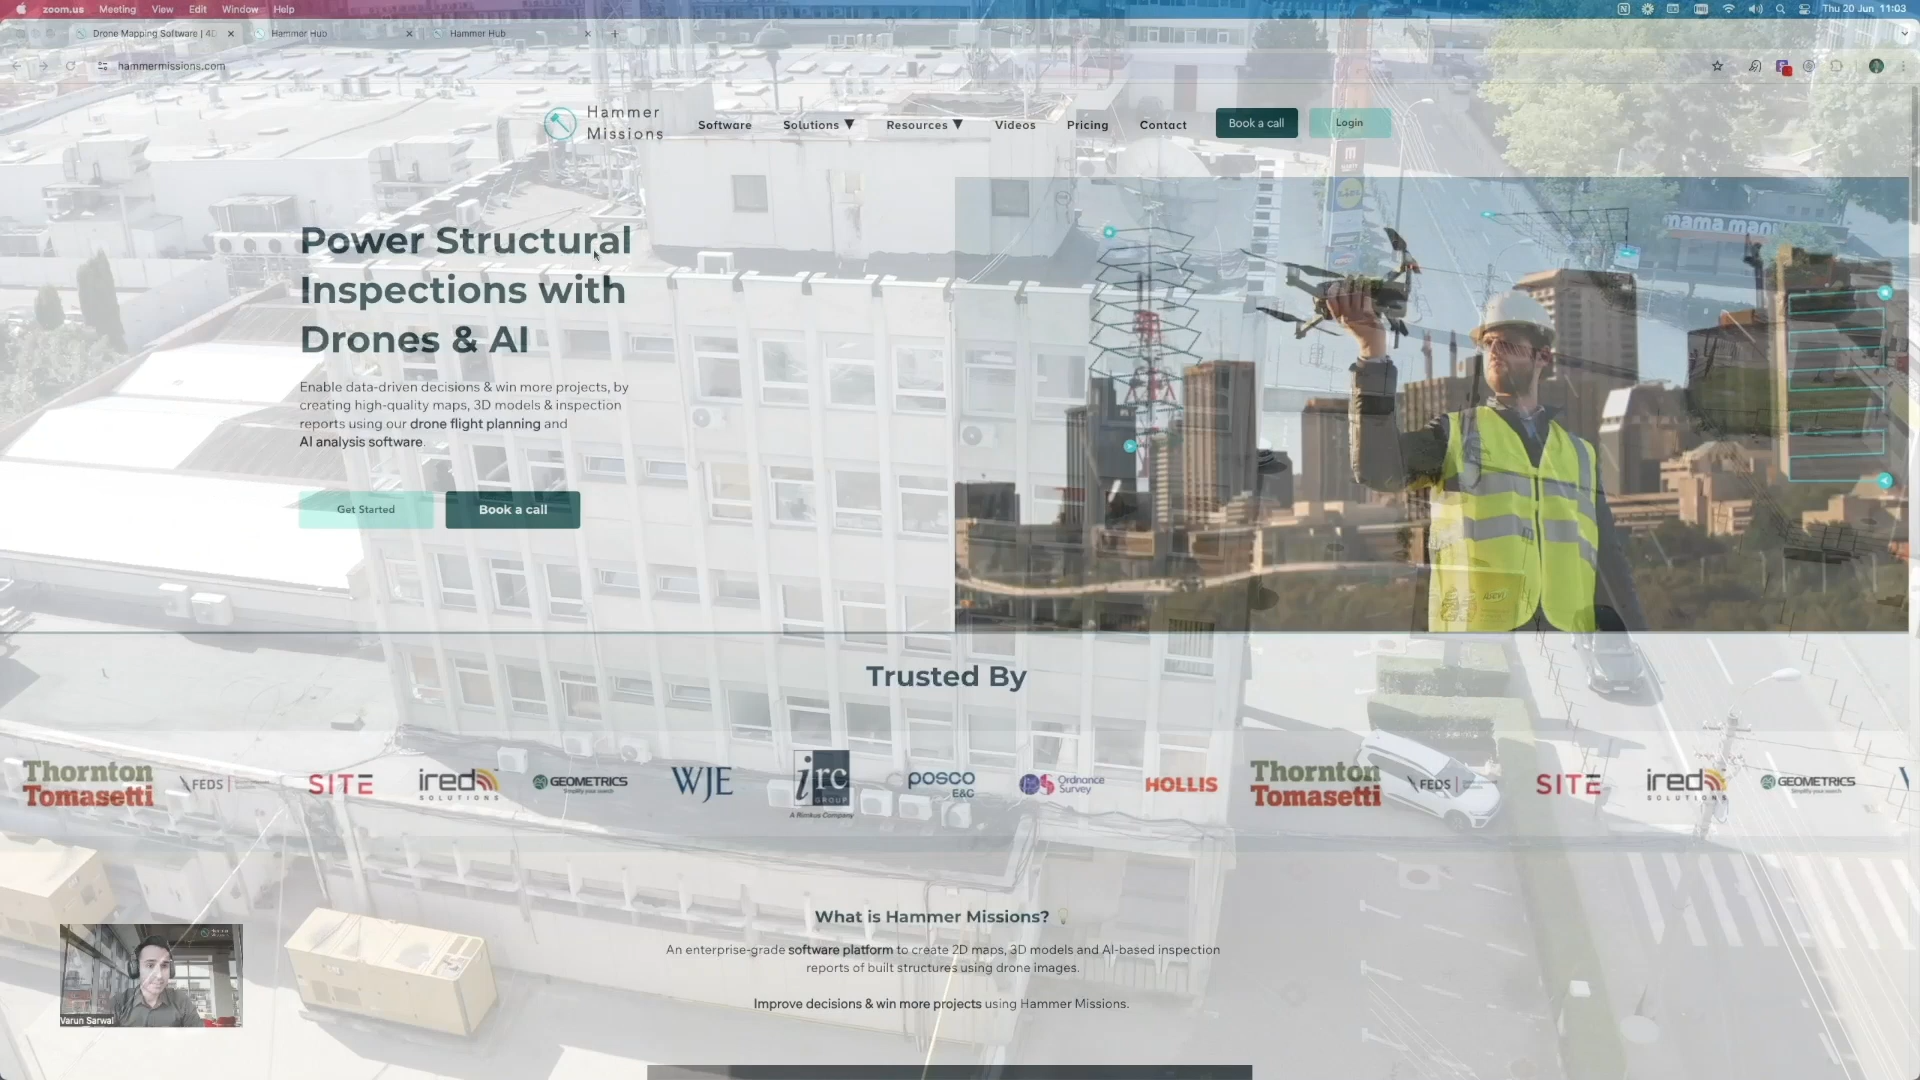 zoom.us Meeting View Edit Window Help
Thu 20 Jun 11:03
Drone Mapping Software | 4D
Hammer Hub
Hammer Hub
hammermissions.com
Hammer
Missions
Software
Solutions ▼
Resources ▼
Videos
Pricing
Contact
Book a call
Login
mama mani
Power Structural
Inspections with
Drones & AI
Enable data-driven decisions & win more projects, by
creating high-quality maps, 3D models & inspection
reports using our drone flight planning and
AI analysis software.
Get Started
Book a call
Trusted By
Thornton
Tomasetti
FEDS
SITE
ired
SOLUTIONS
GEOMETRICS
Simplify your search
WJE
irc
GROUP
A Rimkus Company
POSCO
E&C
Ordnance
Survey
HOLLIS
Thornton
Tomasetti
FEDS
SITE
ired
SOLUTIONS
GEOMETRICS
Simplify your search
What is Hammer Missions?
An enterprise-grade software platform to create 2D maps, 3D models and AI-based inspection
reports of built structures using drone images.
Improve decisions & win more projects using Hammer Missions.
Varun Sarwal